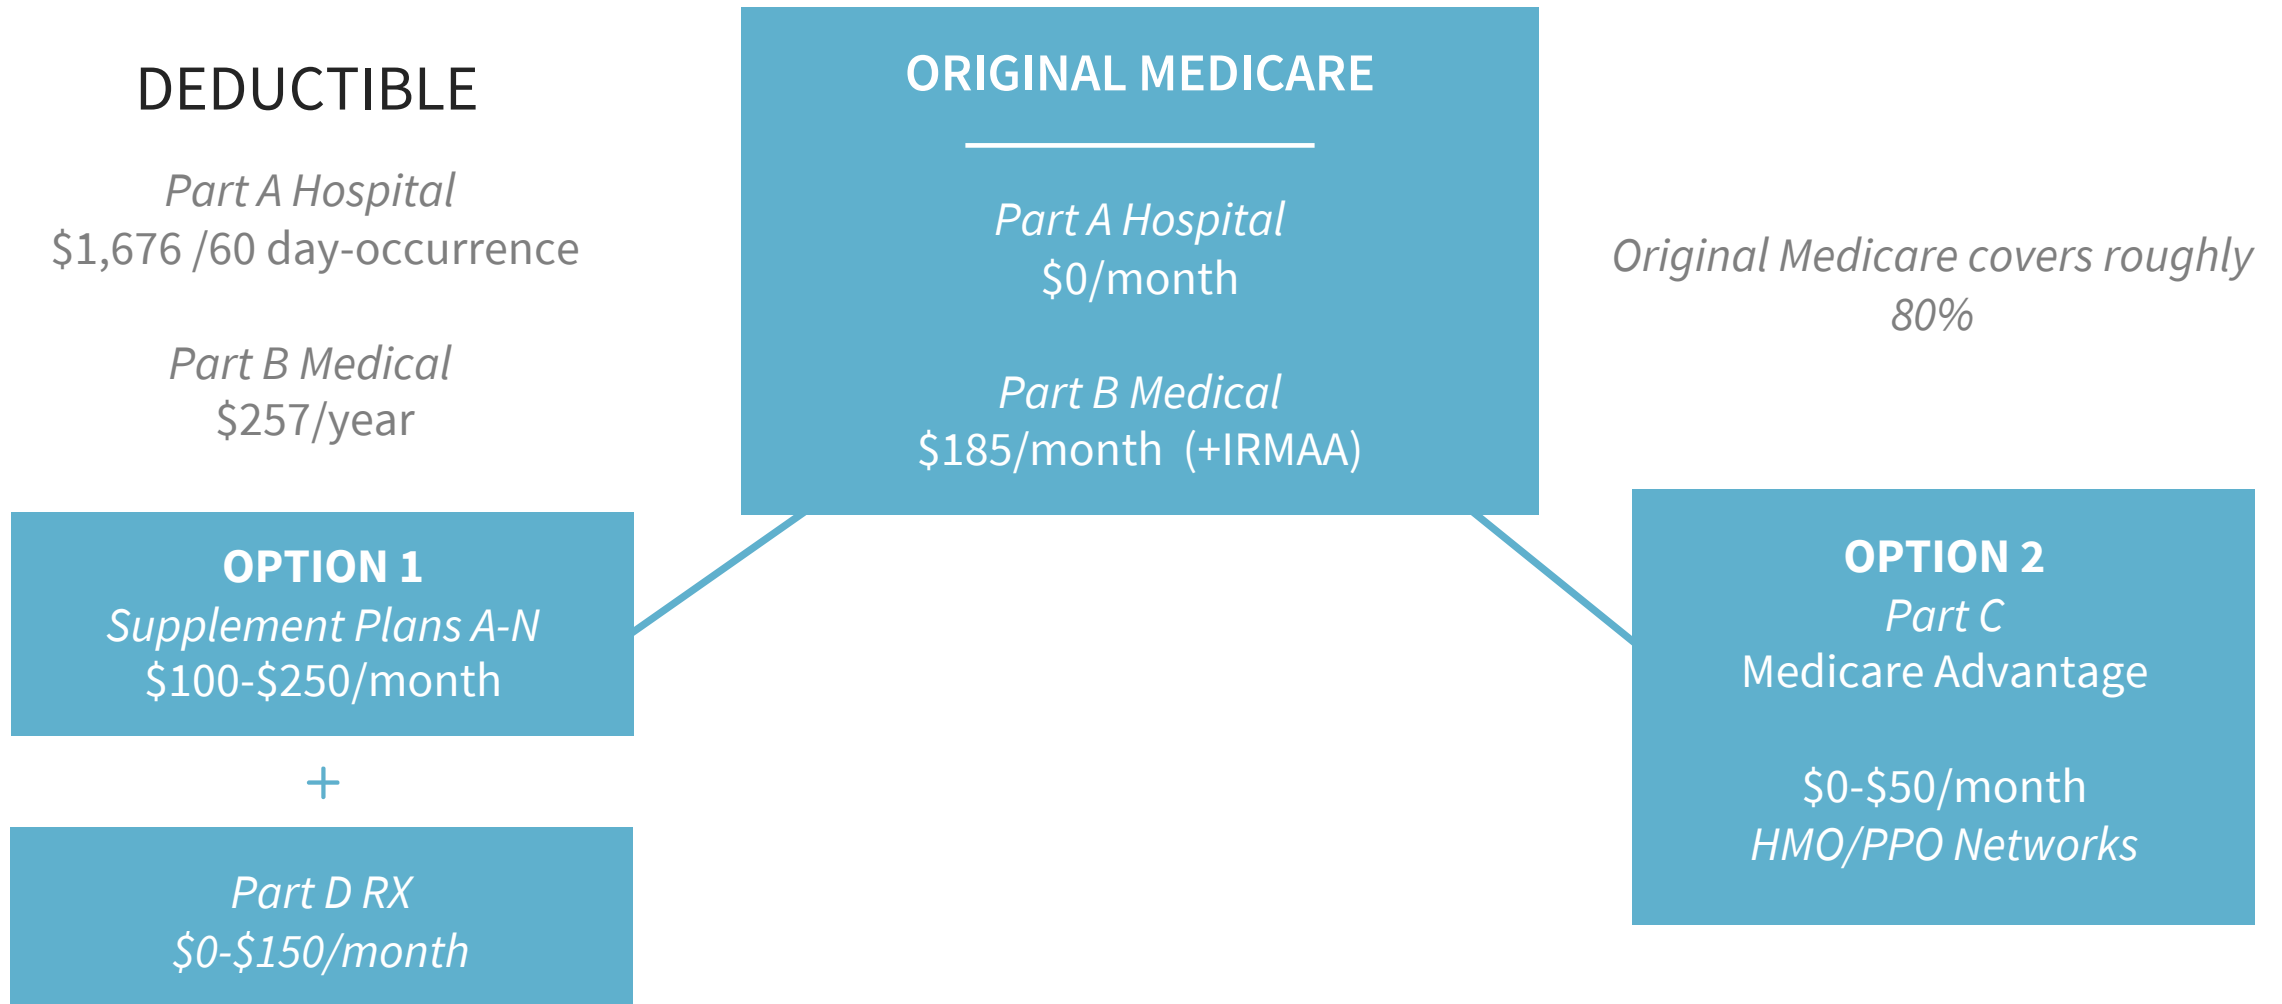 DEDUCTIBLE
Part A Hospital
$1,676 /60 day-occurrence
Part B Medical
$257/year
ORIGINAL MEDICARE
Part A Hospital
$0/month
Part B Medical
$185/month (+IRMAA)
Original Medicare covers roughly
80%
OPTION 1
Supplement Plans A-N
$100-$250/month
+
Part D RX
$0-$150/month
OPTION 2
Part C
Medicare Advantage
$0-$50/month
HMO/PPO Networks